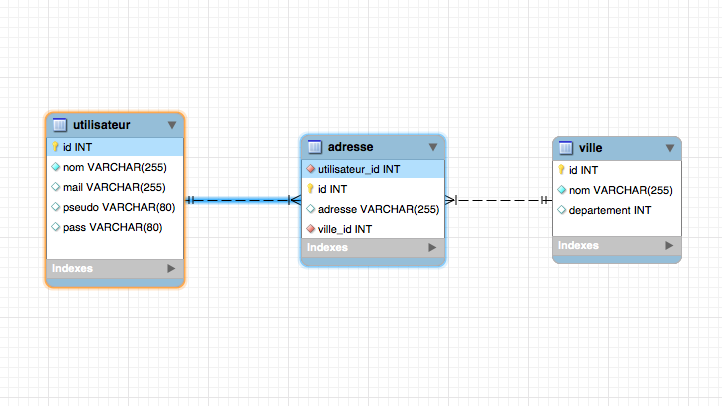 utilisateur
id INT
nom VARCHAR(255)
mail VARCHAR(255)
pseudo VARCHAR(80)
pass VARCHAR(80)
Indexes
adresse
utilisateur_id INT
id INT
adresse VARCHAR(255)
ville_id INT
Indexes
ville
id INT
nom VARCHAR(255)
departement INT
Indexes